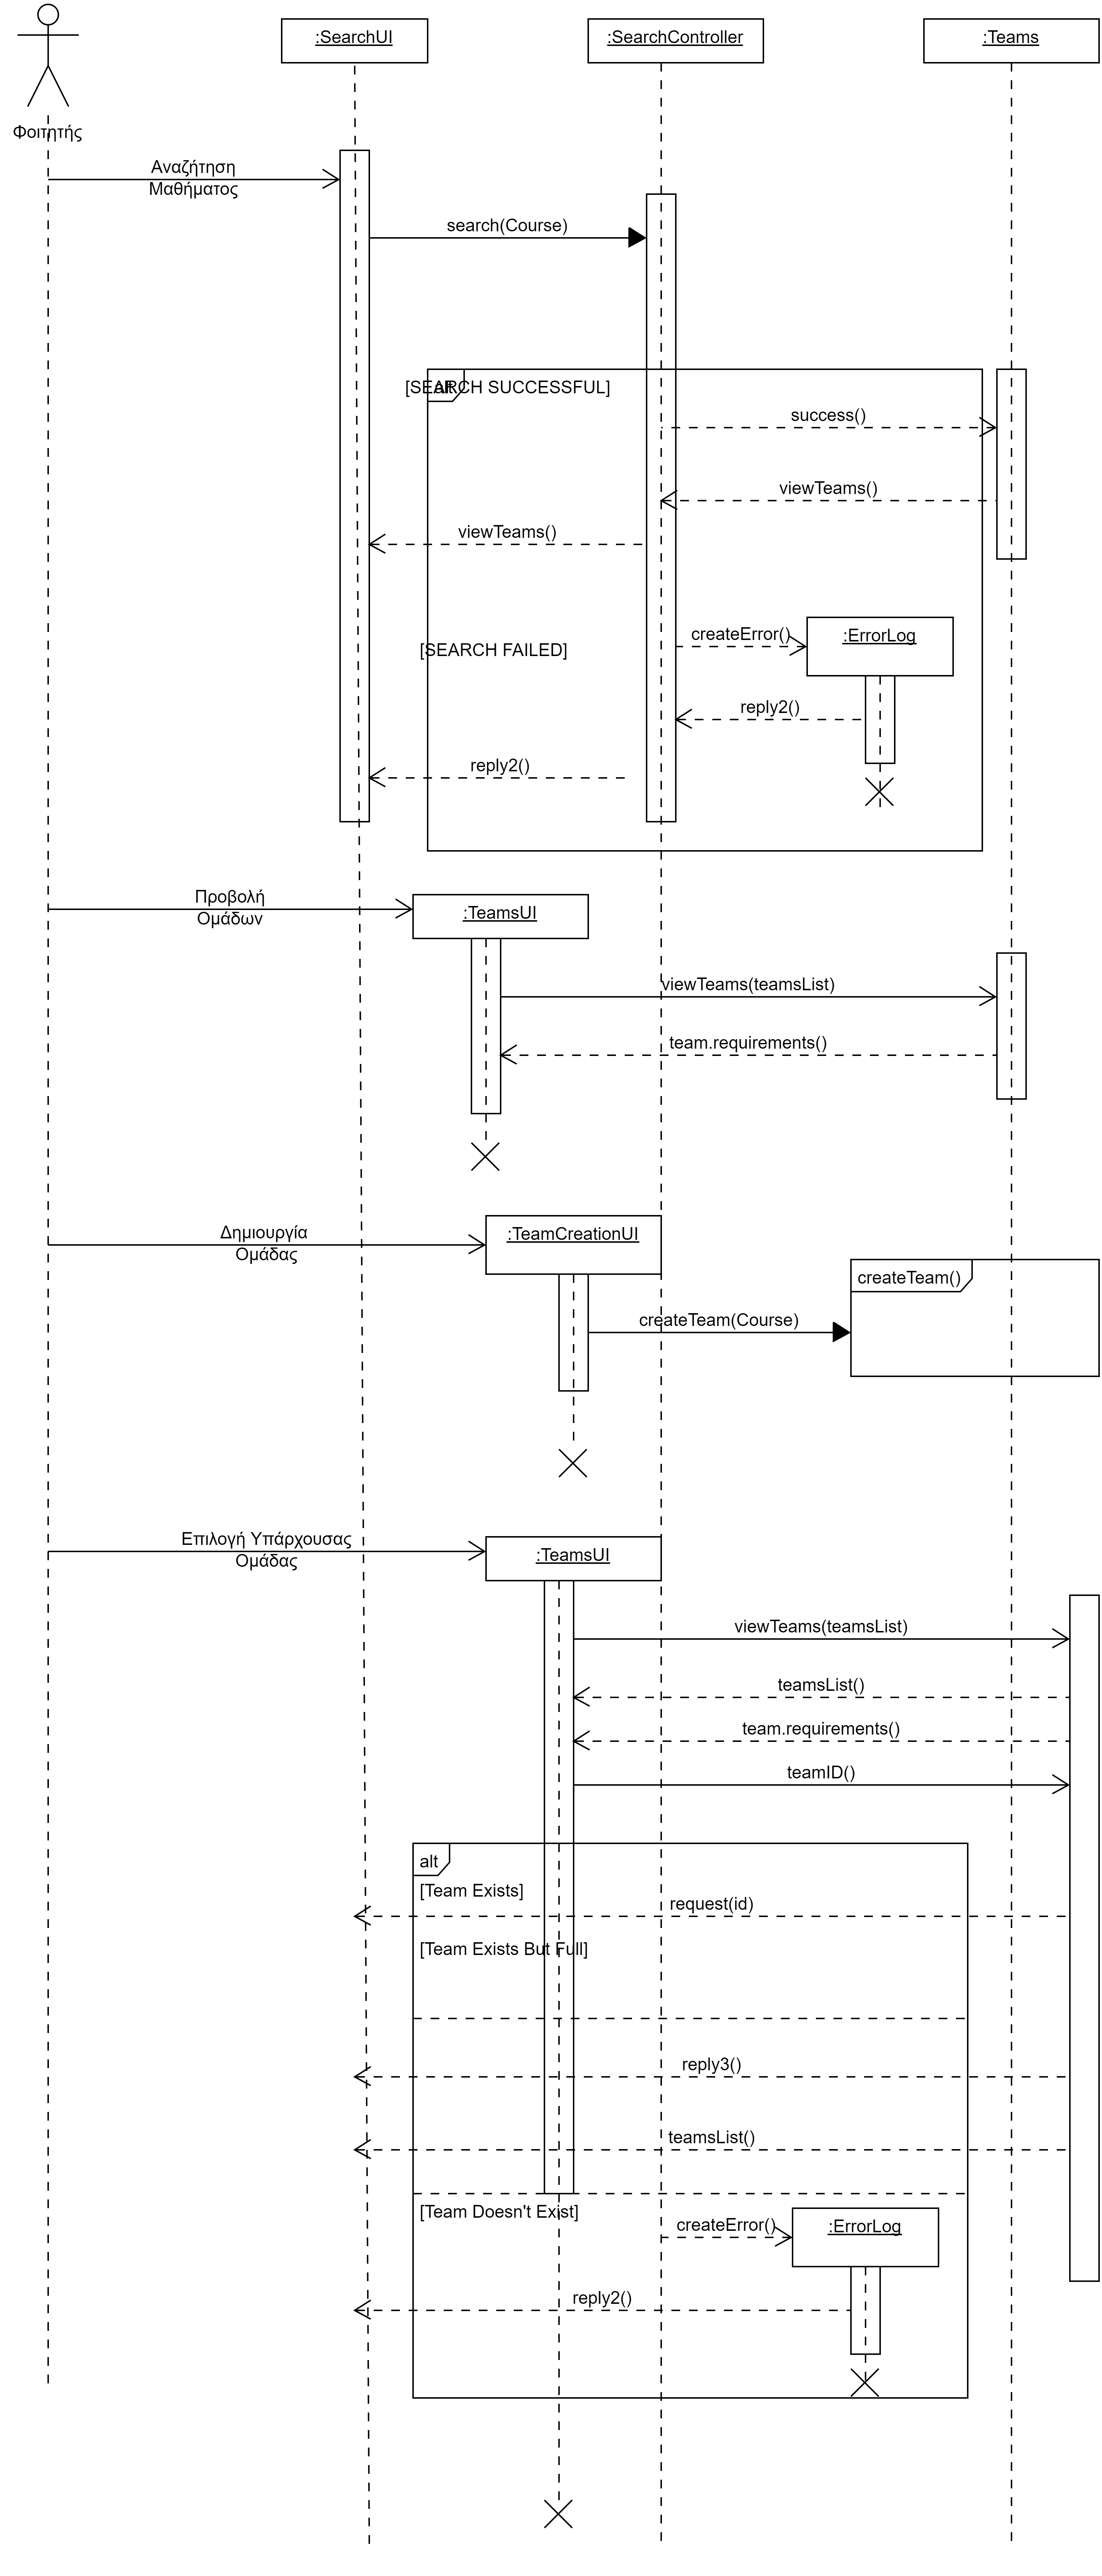 :SearchUI
:SearchController
:Teams
Φοιτητής
Αναζήτηση
Μαθήματος
search(Course)
alt
[SEARCH SUCCESSFUL]
success()
viewTeams()
viewTeams()
createError()
:ErrorLog
[SEARCH FAILED]
reply2()
reply2()
Προβολή
Ομάδων
:TeamsUI
viewTeams(teamsList)
team.requirements()
Δημιουργία
Ομάδας
:TeamCreationUI
createTeam()
createTeam(Course)
Επιλογή Υπάρχουσας
Ομάδας
:TeamsUI
viewTeams(teamsList)
teamsList()
team.requirements()
teamID()
alt
[Team Exists]
request(id)
[Team Exists But Full]
reply3()
teamsList()
[Team Doesn't Exist]
createError()
:ErrorLog
reply2()